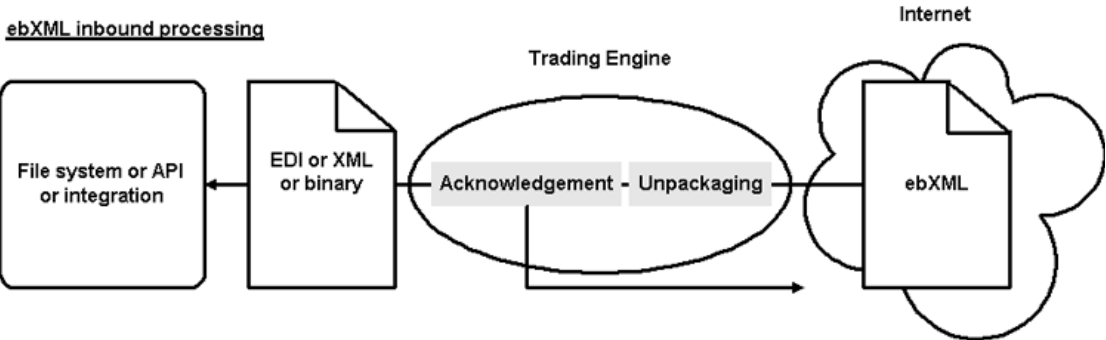 ebXML inbound processing
Internet
Trading Engine
File system or API
or integration
EDI or XML
or binary
Acknowledgement
Unpackaging
ebXML